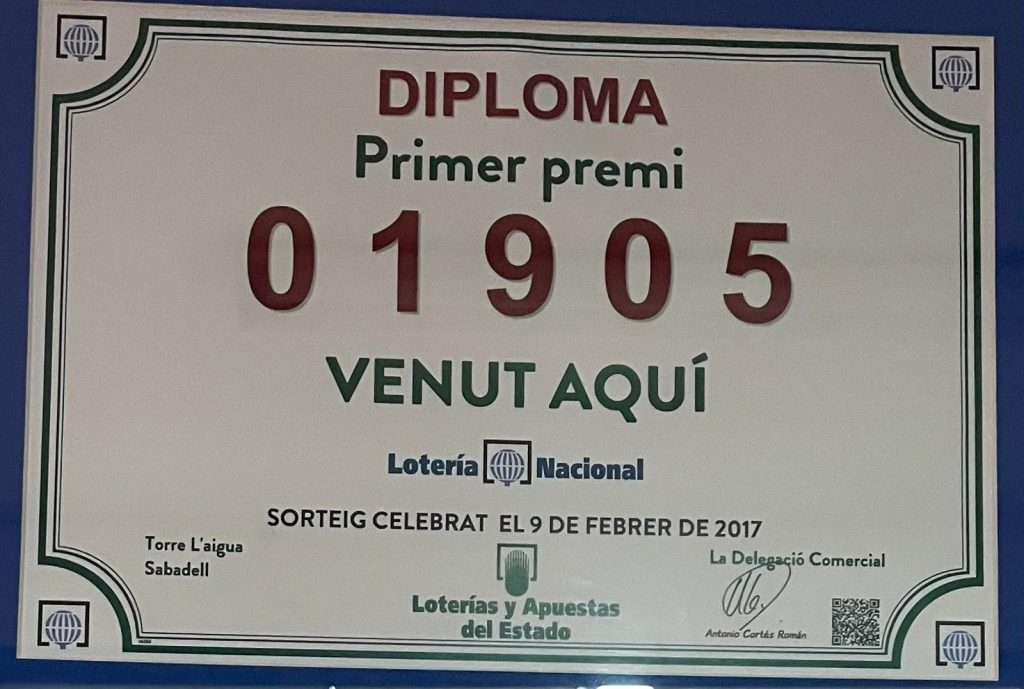 DIPLOMA
Primer premi
01905
VENUT AQUÍ
Lotería Nacional
SORTEIG CELEBRAT EL 9 DE FEBRER DE 2017
Torre L'aigua
Sabadell
La Delegació Comercial
Loterías y Apuestas
del Estado
Antonio Cortés Román